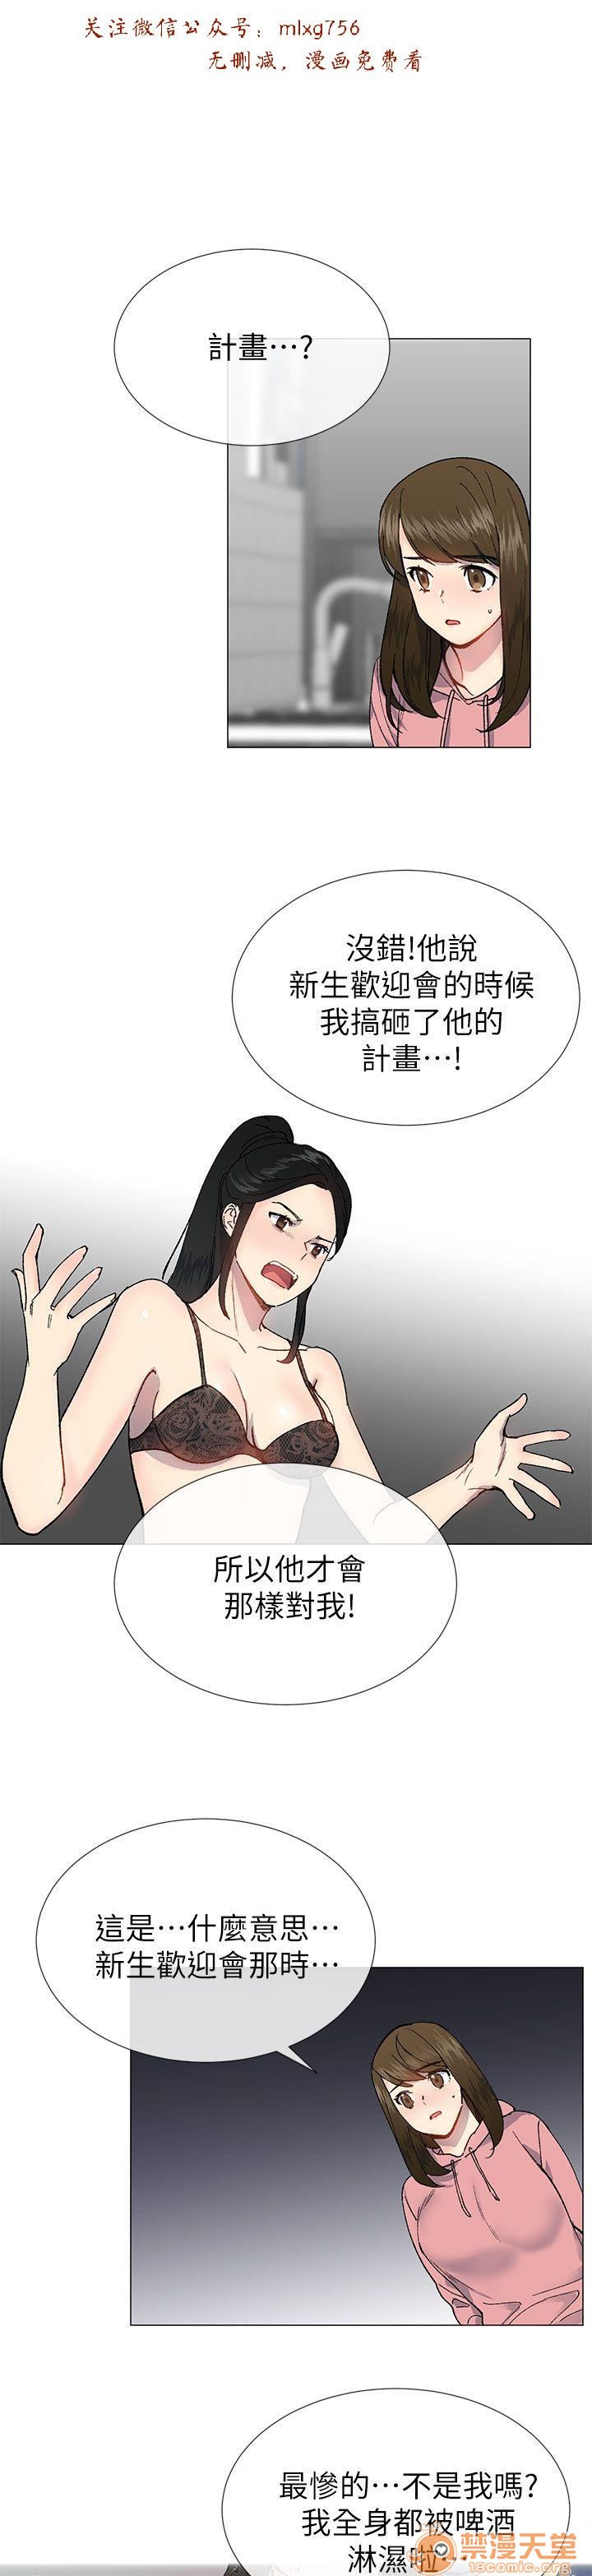 关注微信公众号：mlxg756
无删减，漫画免费看
計畫⋯?
沒錯!他說
新生歡迎會的時候
我搞砸了他的
計畫⋯!
所以他才會
那樣對我!
這是⋯什麼意思⋯
新生歡迎會那時⋯
最慘的⋯不是我嗎?
我全身都被啤酒
淋濕啦⋯
禁漫天堂
18comic.org